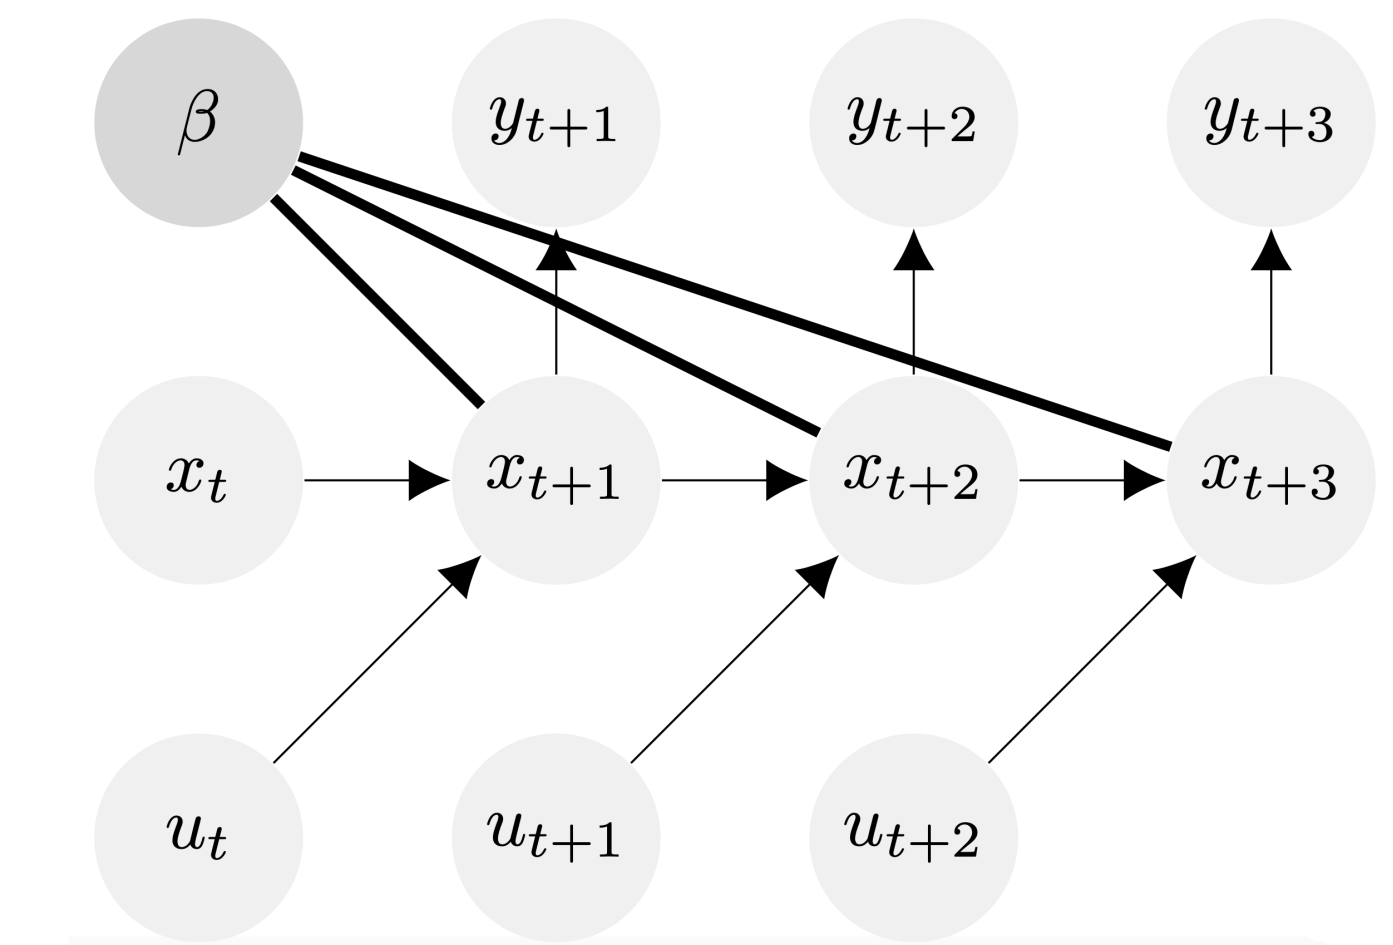 β y_{t+1} y_{t+2} y_{t+3}
x_t x_{t+1} x_{t+2} x_{t+3}
u_t u_{t+1} u_{t+2}